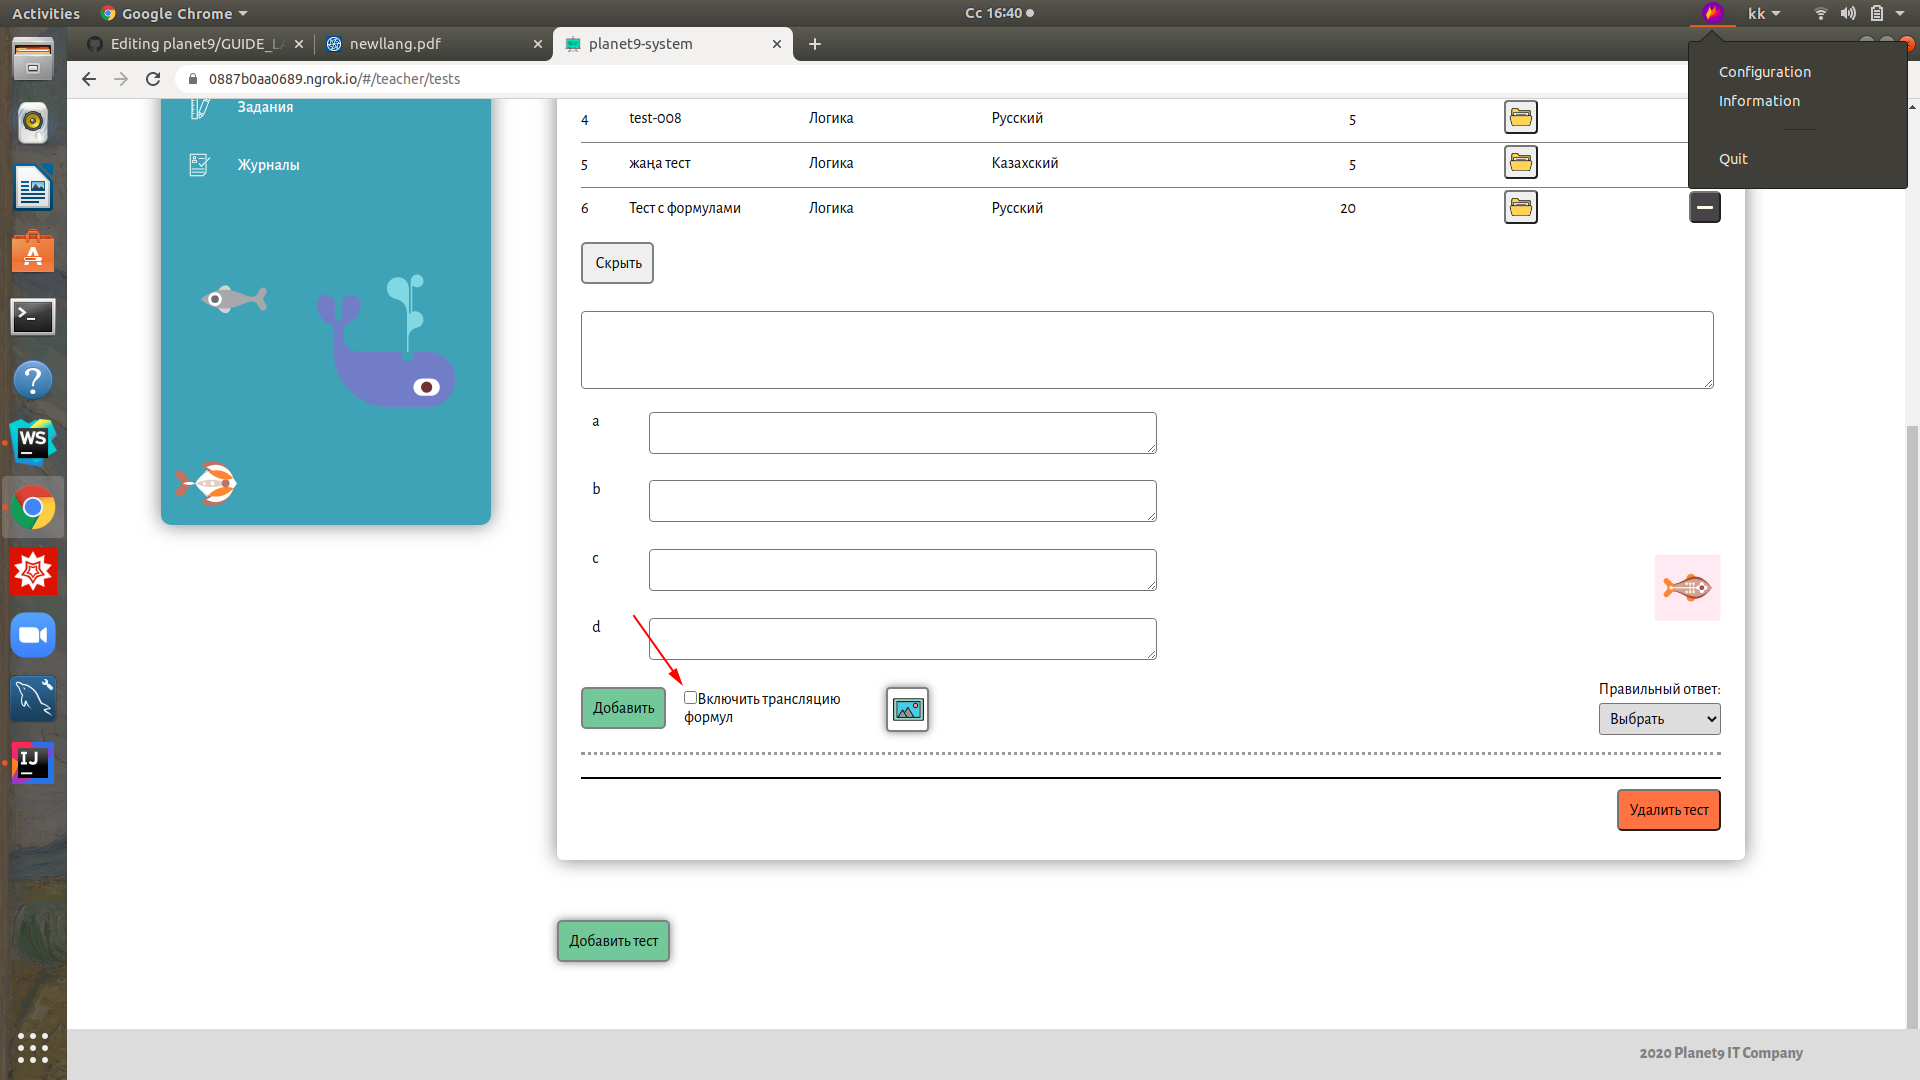 Activities
Google Chrome
Сс 16:40
kk
Editing planet9/GUIDE_L
newllang.pdf
planet9-system
0887b0aa0689.ngrok.io/#/teacher/tests
Configuration
Information
Quit
Задания
Журналы
4 test-008 Логика Русский 5
5 жаңа тест Логика Казахский 5
6 Тест с формулами Логика Русский 20
Скрыть
a
b
c
d
Добавить
Включить трансляцию
формул
Правильный ответ:
Выбрать
Удалить тест
Добавить тест
2020 Planet9 IT Company
WS
IJ